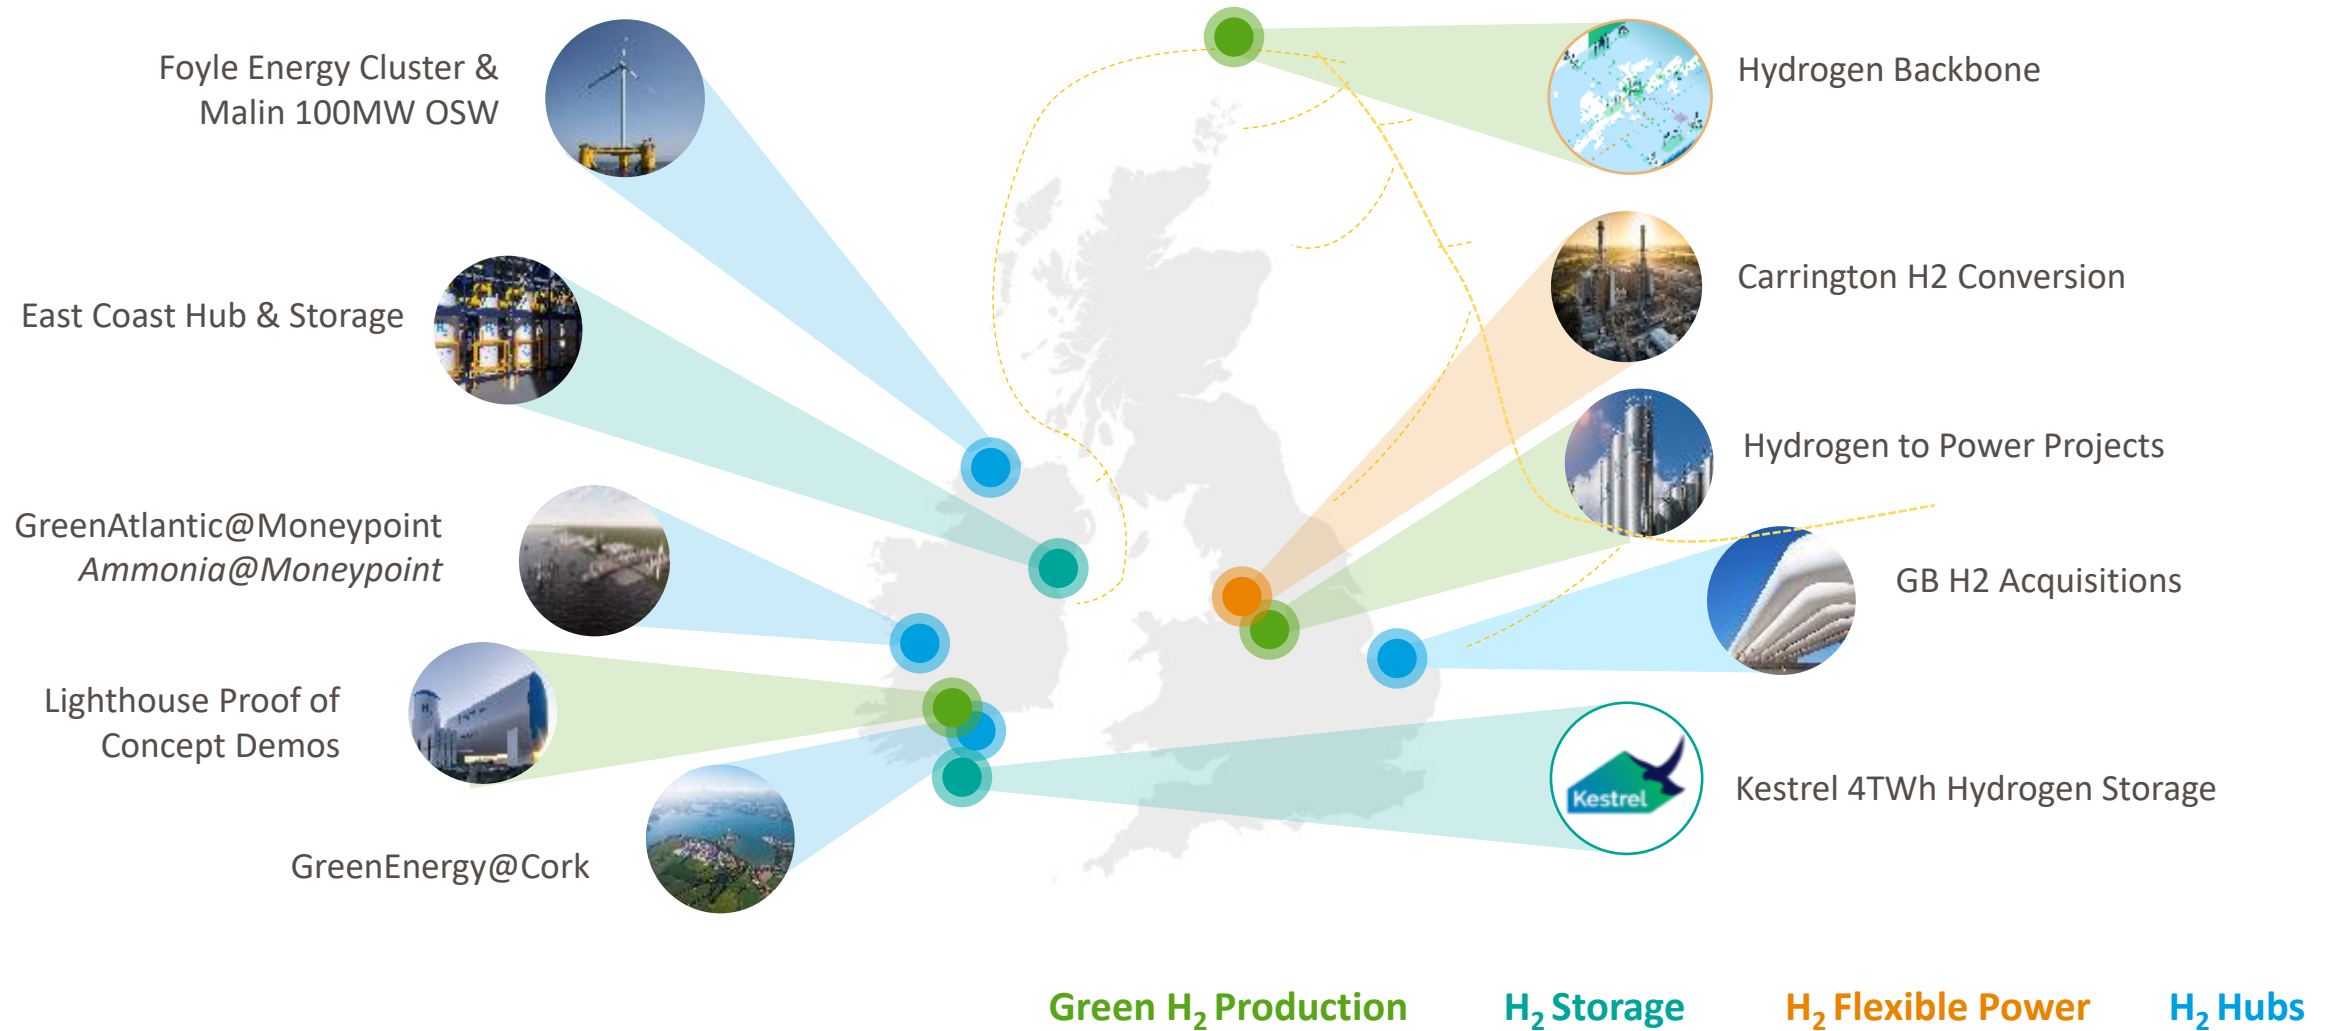 Foyle Energy Cluster &
Malin 100MW OSW
East Coast Hub & Storage
GreenAtlantic@Moneypoint
Ammonia@Moneypoint
Lighthouse Proof of
Concept Demos
GreenEnergy@Cork
Hydrogen Backbone
Carrington H2 Conversion
Hydrogen to Power Projects
GB H2 Acquisitions
Kestrel
Kestrel 4TWh Hydrogen Storage
Green H₂ Production
H₂ Storage
H₂ Flexible Power
H₂ Hubs